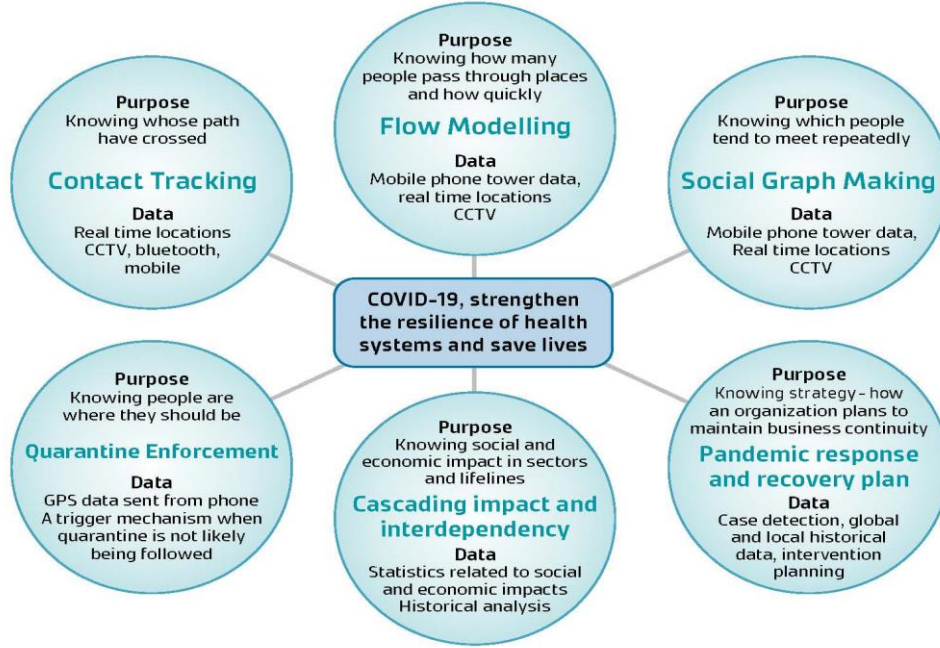 Purpose
Knowing whose path
have crossed
Contact Tracking
Data
Real time locations
CCTV, bluetooth,
mobile
Purpose
Knowing how many
people pass through places
and how quickly
Flow Modelling
Data
Mobile phone tower data,
real time locations
CCTV
Purpose
Knowing which people
tend to meet repeatedly
Social Graph Making
Data
Mobile phone tower data,
Real time locations
CCTV
COVID-19, strengthen
the resilience of health
systems and save lives
Purpose
Knowing people are
where they should be
Quarantine Enforcement
Data
GPS data sent from phone
A trigger mechanism when
quarantine is not likely
being followed
Purpose
Knowing social and
economic impact in sectors
and lifelines
Cascading impact and
interdependency
Data
Statistics related to social
and economic impacts
Historical analysis
Purpose
Knowing strategy - how
an organization plans to
maintain business continuity
Pandemic response
and recovery plan
Data
Case detection, global
and local historical
data, intervention
planning